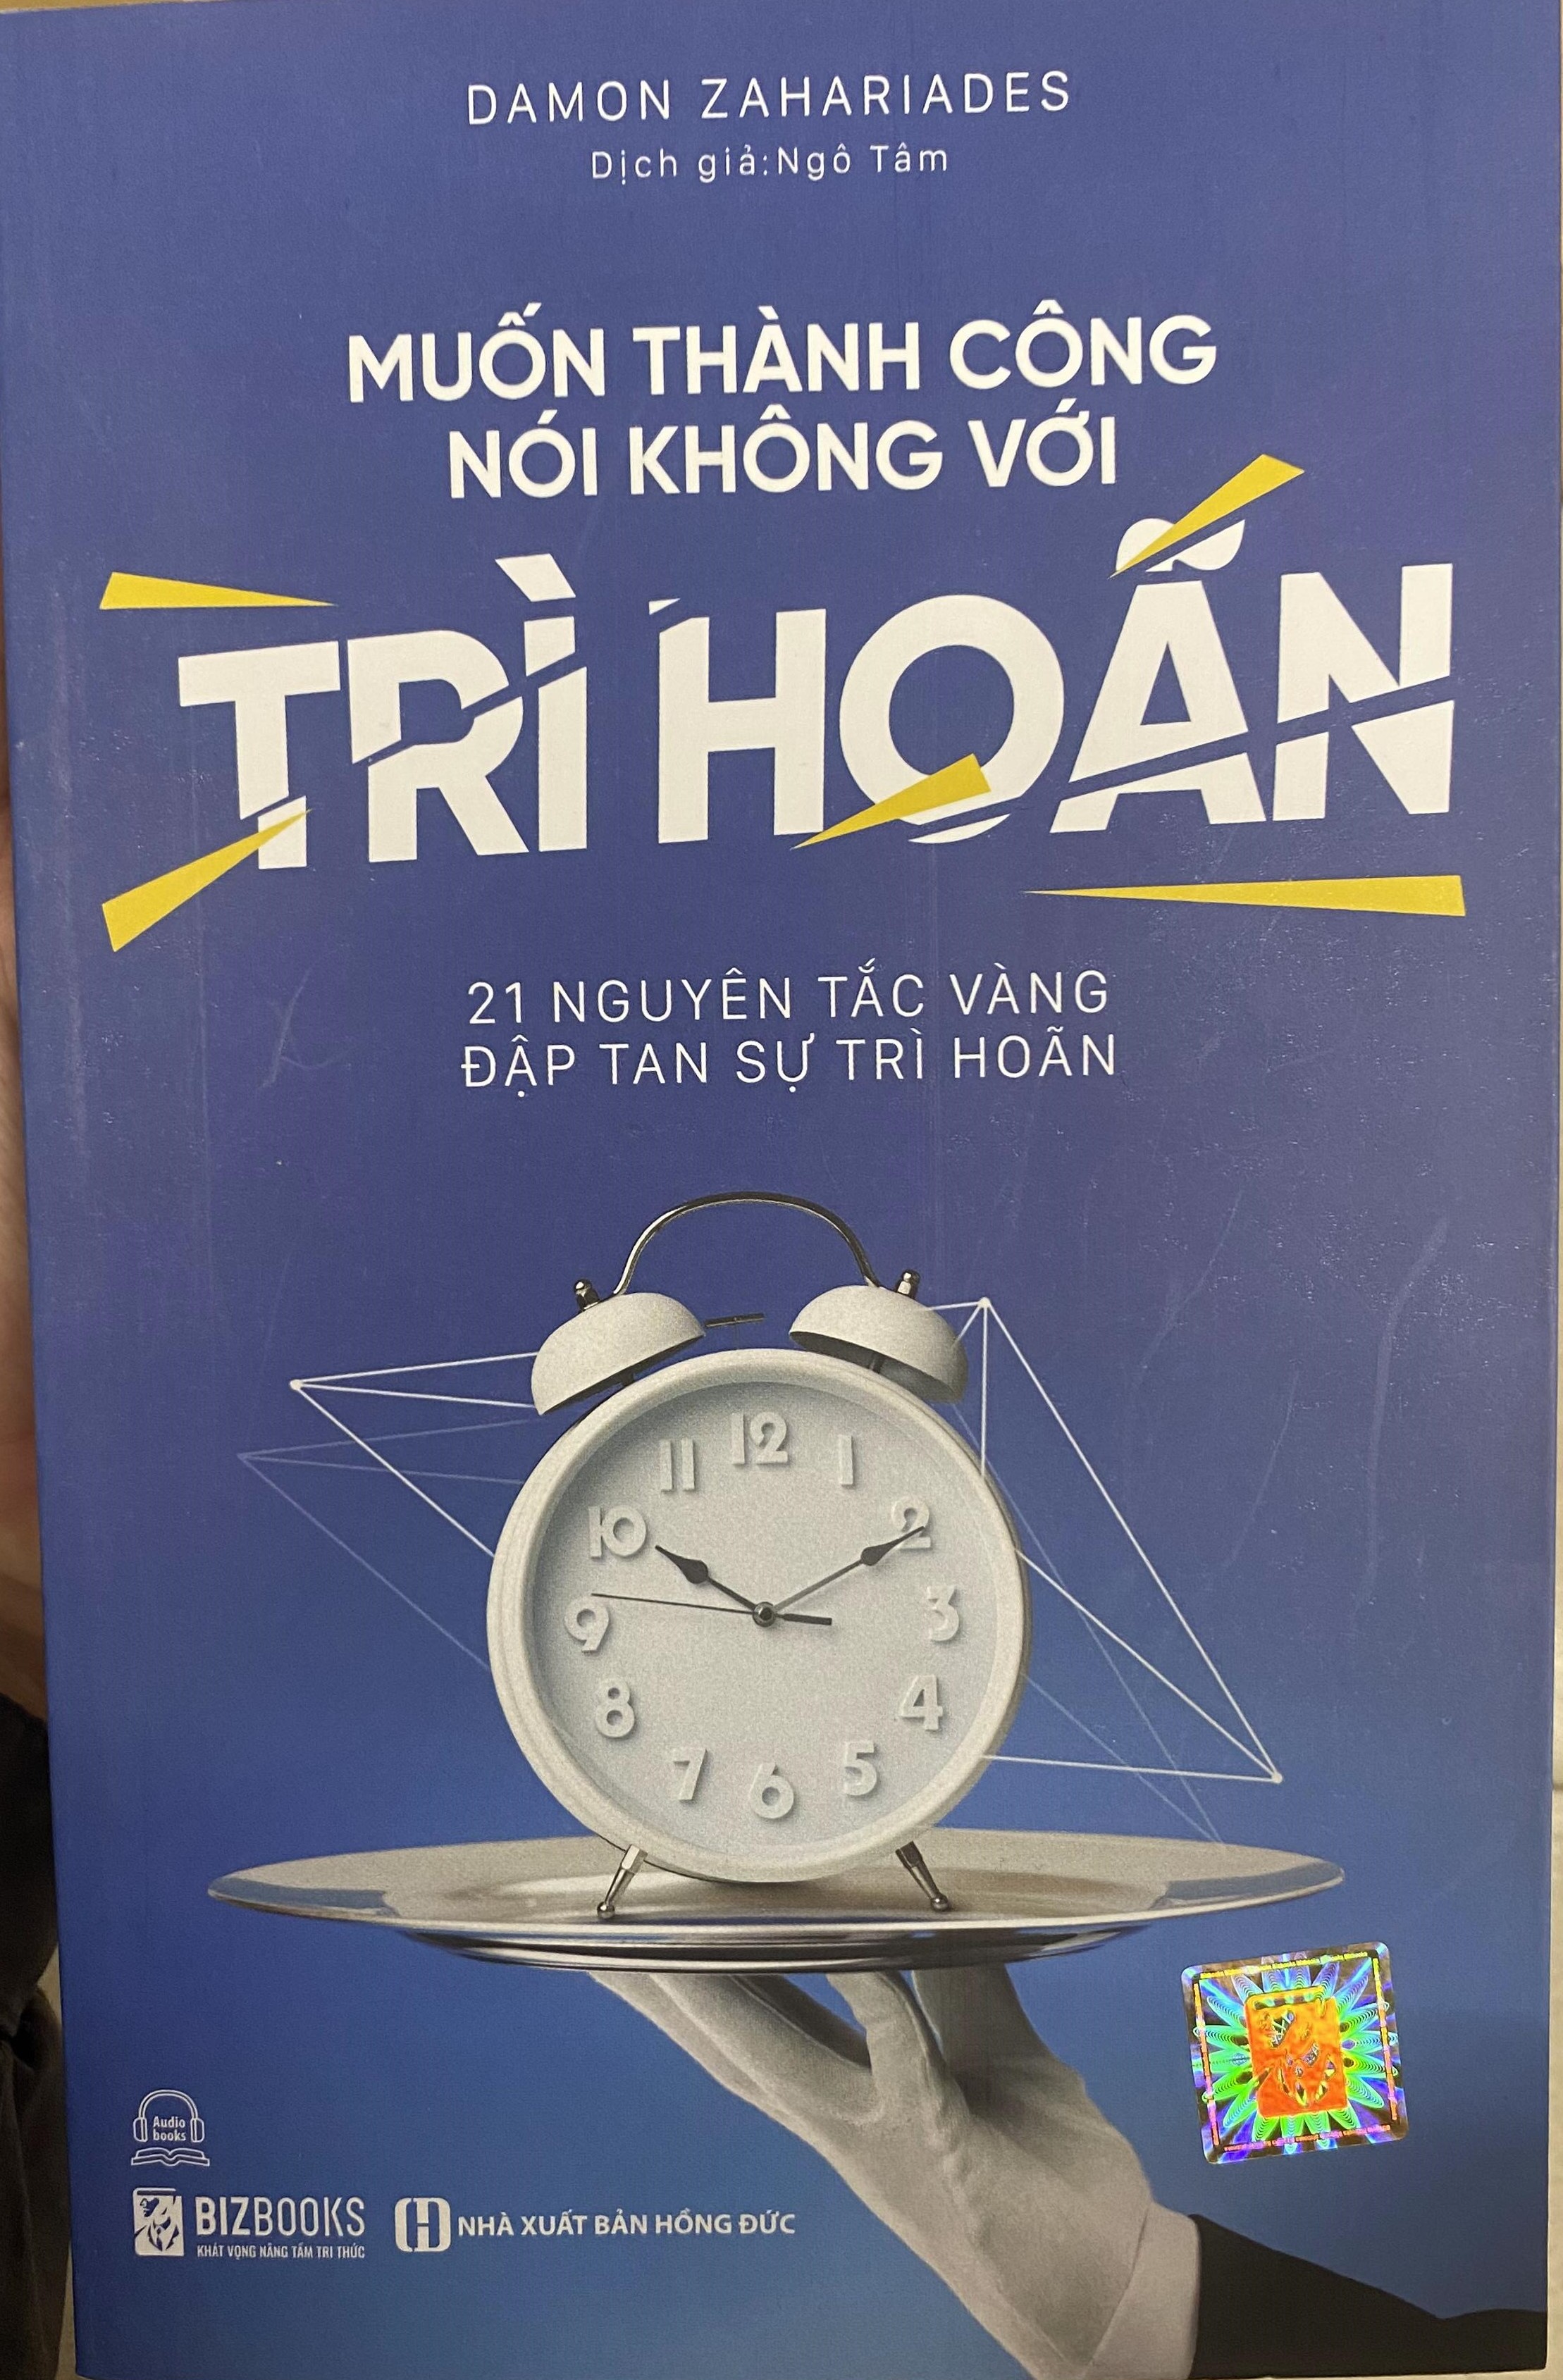 DAMON ZAHARIADES
Dịch giả:Ngô Tâm
MUỐN THÀNH CÔNG
NÓI KHÔNG VỚI
TRÌ HOÃN
21 NGUYÊN TẮC VÀNG
ĐẬP TAN SỰ TRÌ HOÃN
12
11 1
10 2
9 3
8 4
7 6 5
Audio
books
BIZBOOKS
KHÁT VỌNG NÂNG TẦM TRI THỨC
NHÀ XUẤT BẢN HỒNG ĐỨC